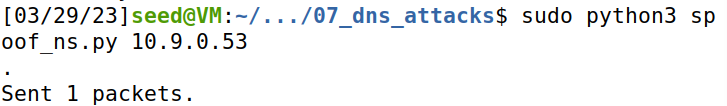 [03/29/23]seed@VM:~/.../07_dns_attacks$ sudo python3 sp
oof_ns.py 10.9.0.53
.
Sent 1 packets.